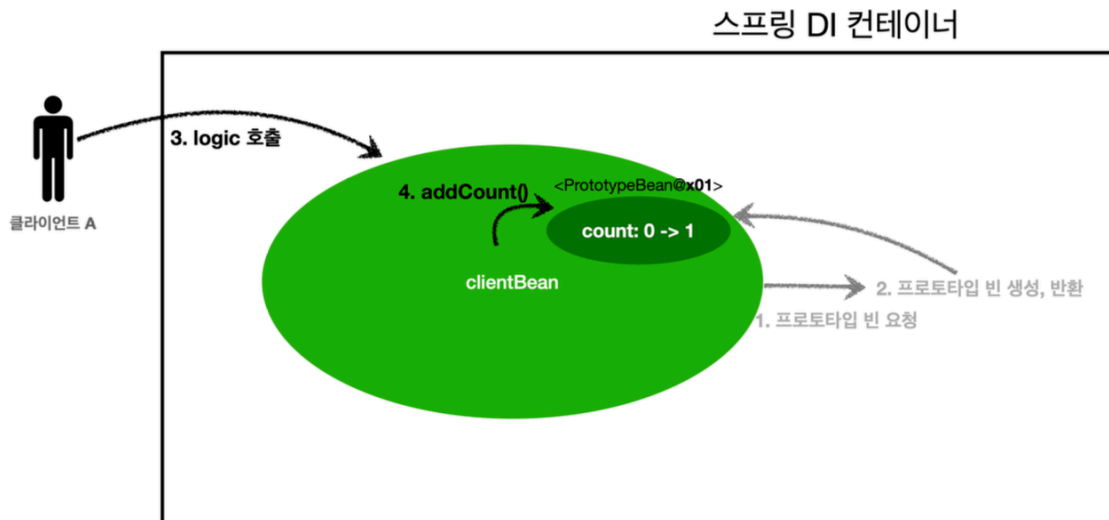 스프링 DI 컨테이너
3. logic 호출
클라이언트 A
4. addCount()
<PrototypeBean@x01>
count: 0 -> 1
clientBean
2. 프로토타입 빈 생성, 반환
1. 프로토타입 빈 요청